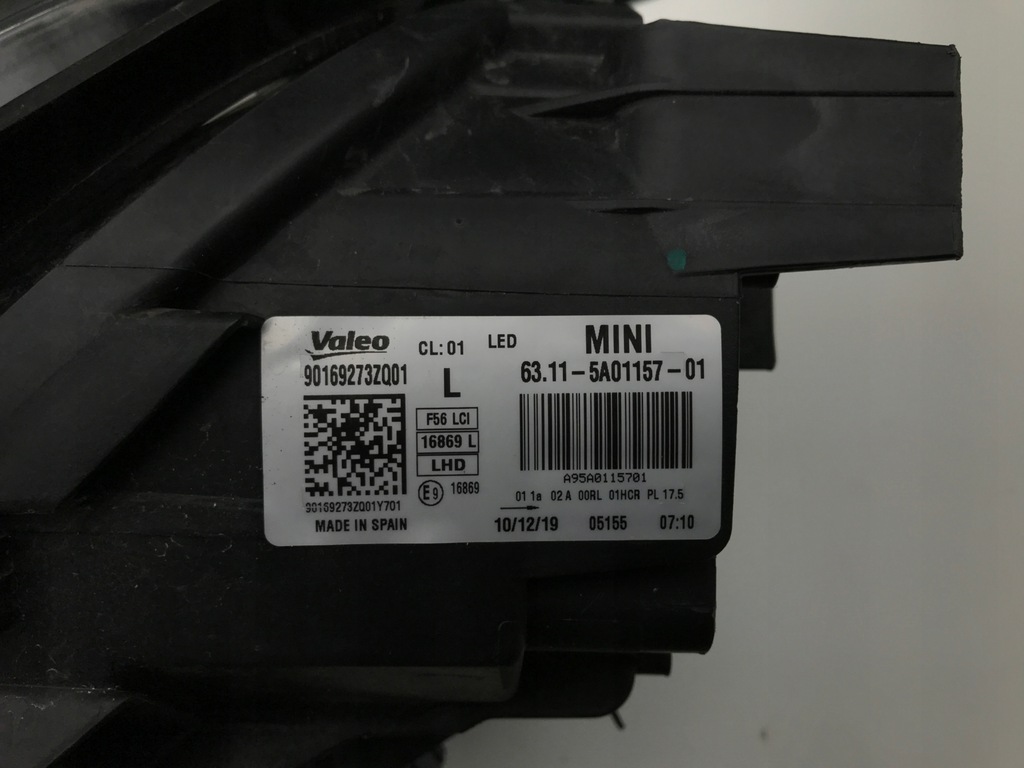 Valeo
CL:01
LED
MINI
90169273ZQ01
L
63.11-5A01157-01
F56 LCI
16869 L
LHD
A95A0115701
E9 16869
01 1a 02 A 00RL 01HCR PL 17.5
90169273ZQ01Y701
MADE IN SPAIN
10/12/19 05155 07:10